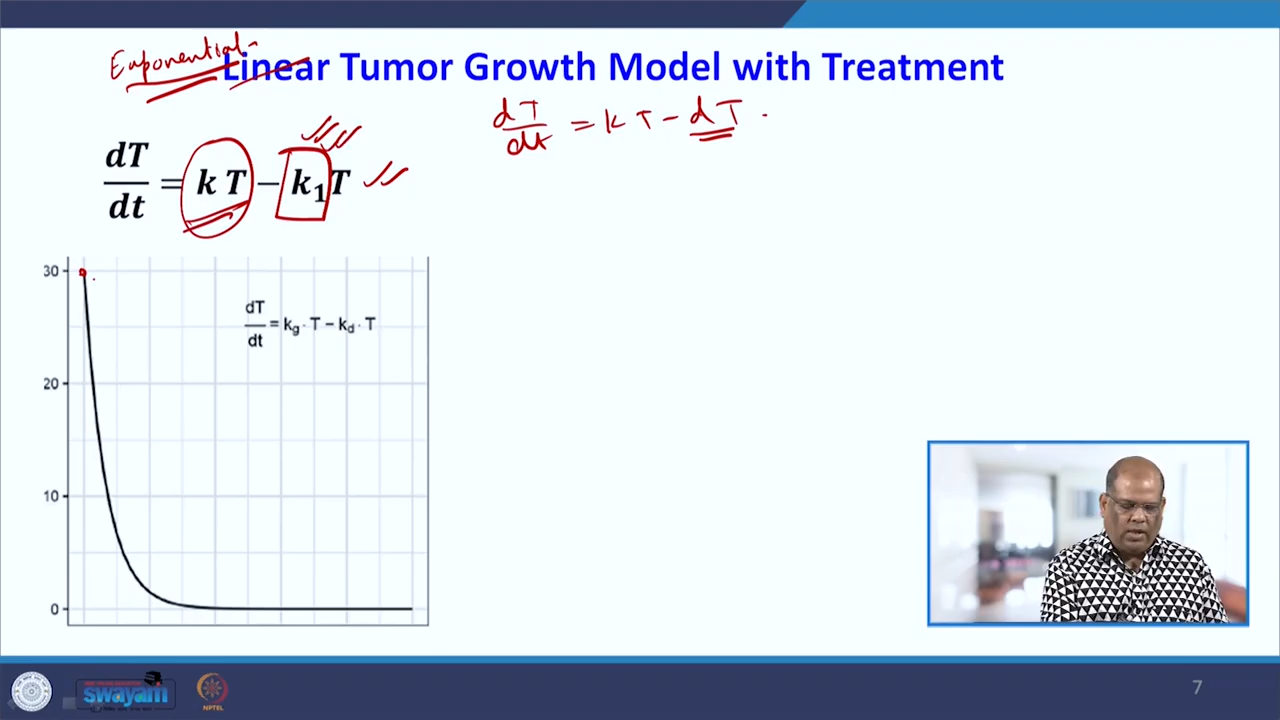 Exponential
Linear Tumor Growth Model with Treatment
dT/dt = kT - dT.
dT/dt = k T − k₁T
30
20
10
0
dT/dt = kg · T − kd · T
swayam
NPTEL
7